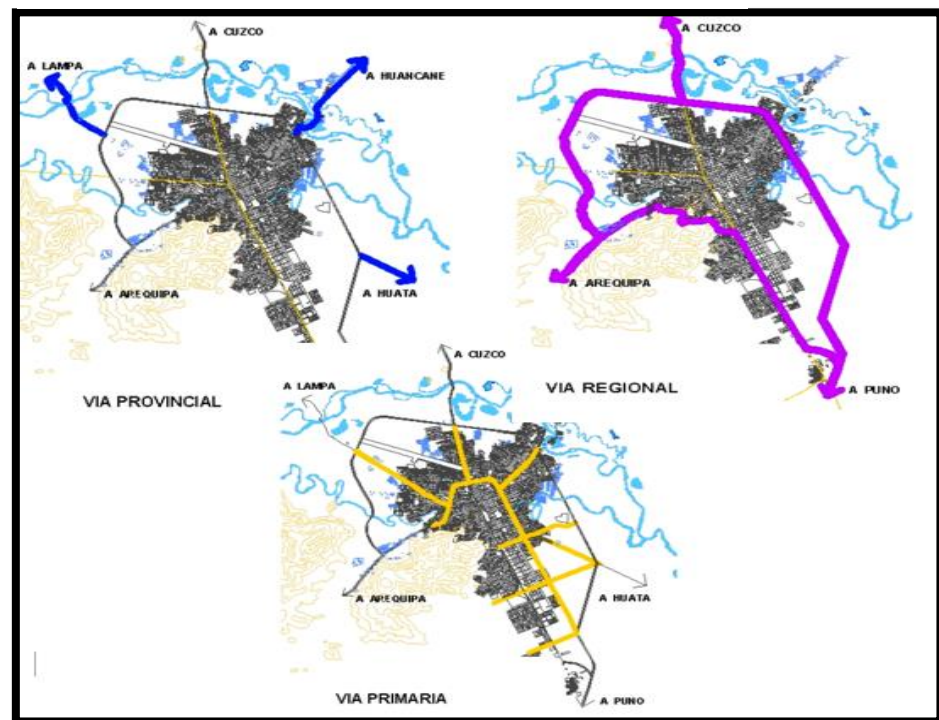 A CUZCO
A LAMPA
A HUANCANE
A AREQUIPA
A HUATA
VIA PROVINCIAL
A CUZCO
A AREQUIPA
A PUNO
VIA REGIONAL
A CUZCO
A LAMPA
A AREQUIPA
A HUATA
A PUNO
VIA PRIMARIA